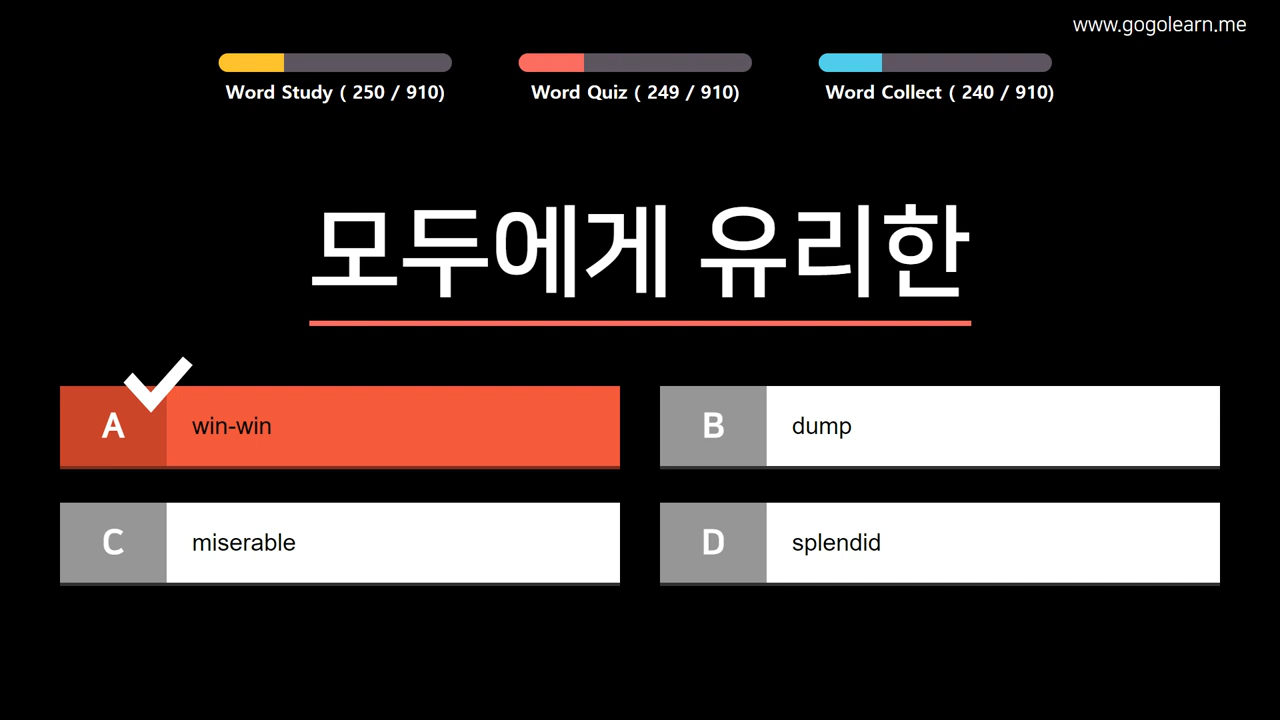 www.gogolearn.me
Word Study ( 250 / 910)
Word Quiz ( 249 / 910)
Word Collect ( 240 / 910)
모두에게 유리한
A win-win
B dump
C miserable
D splendid